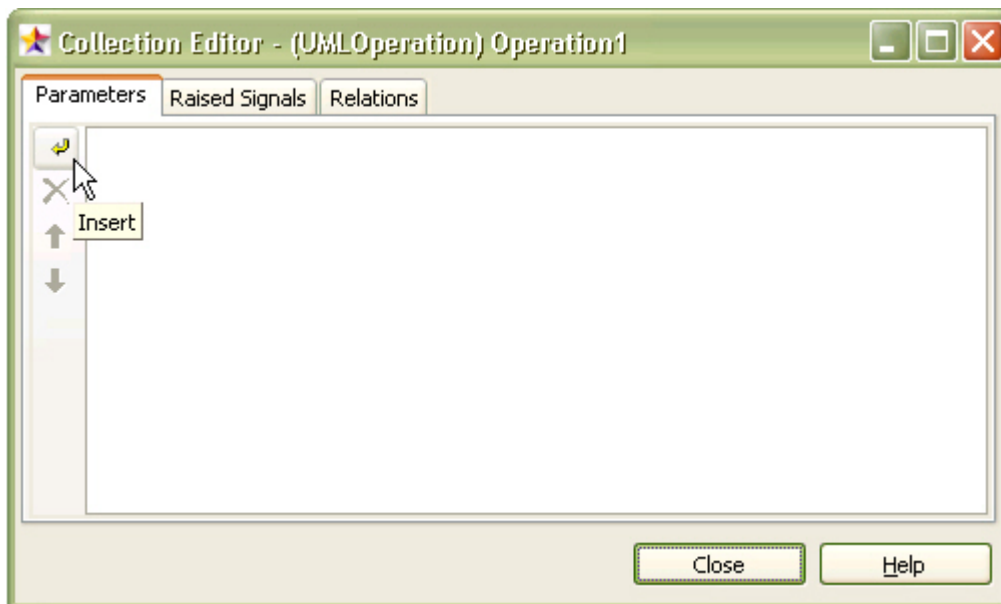 Collection Editor - (UMLOperation) Operation1
Parameters Raised Signals Relations
Insert
Close Help